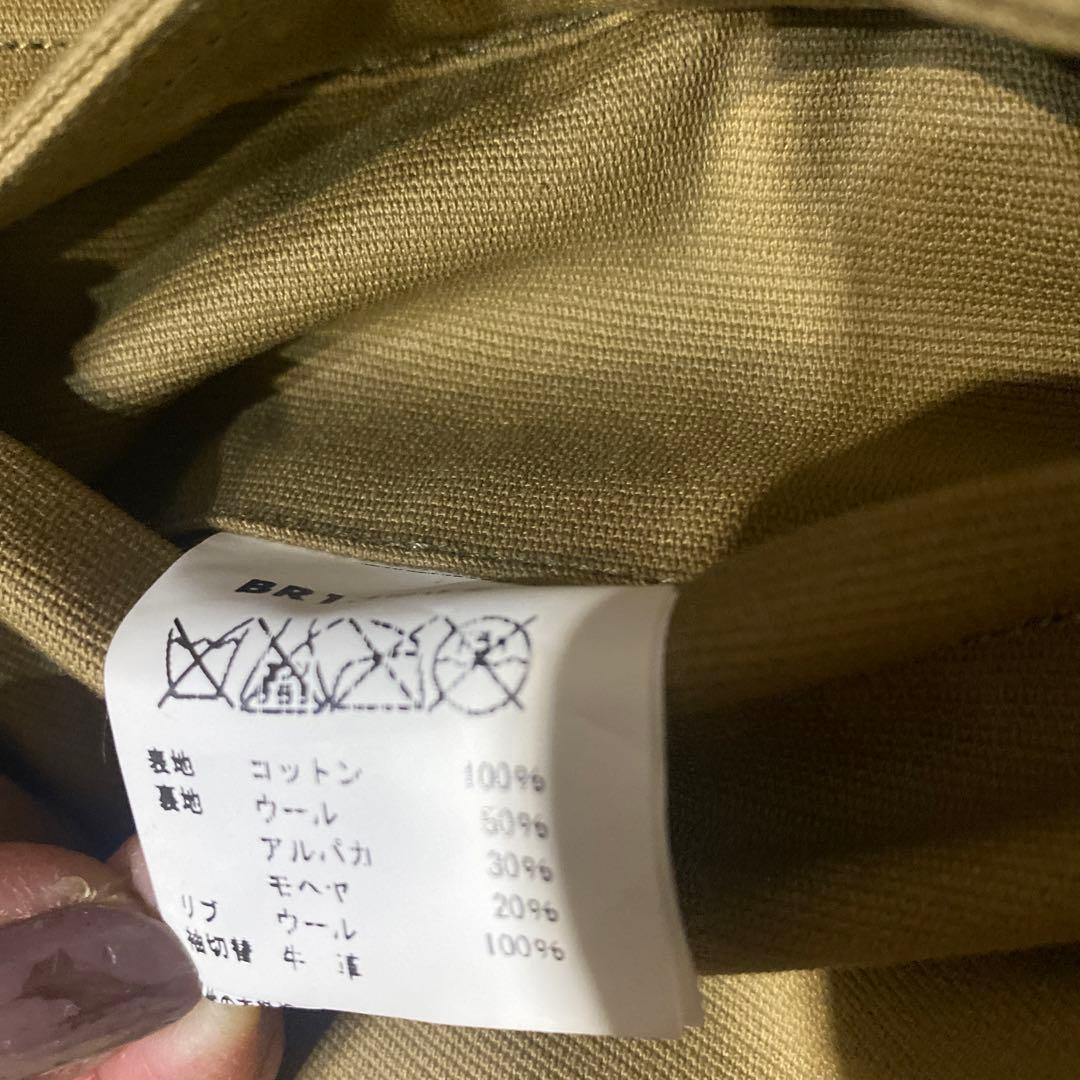 BR1
表地 コットン 100%
裏地 ウール 50%
アルパカ 30%
モヘヤ 20%
リブ ウール 100%
袖切替 牛革